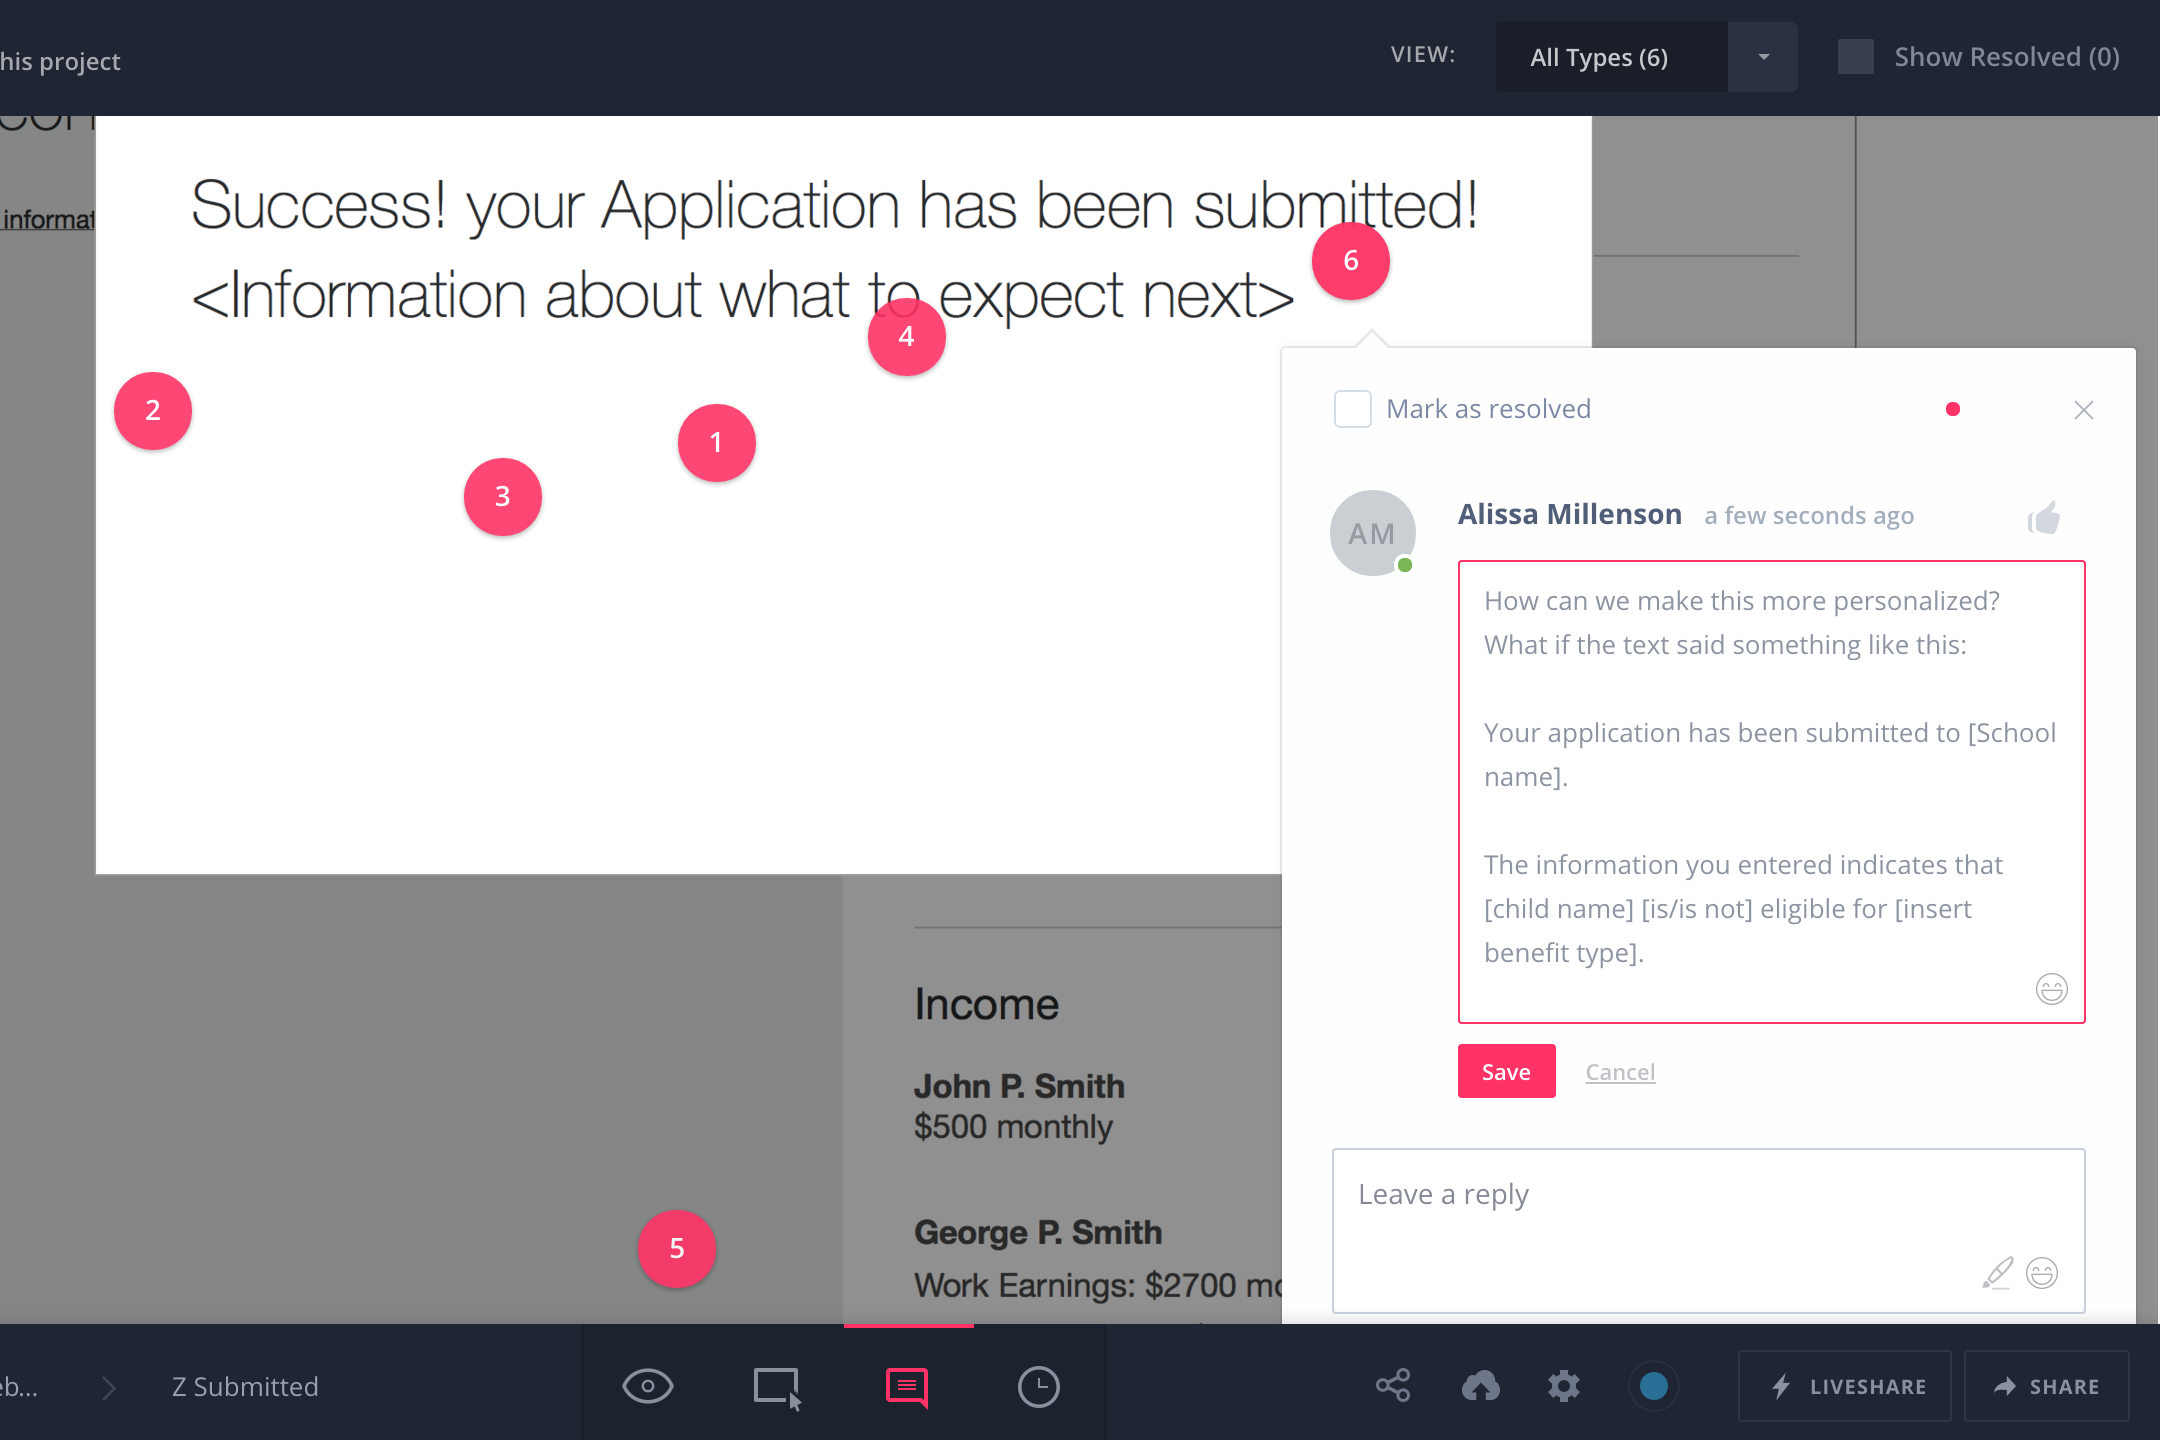 his project
VIEW:
All Types (6)
Show Resolved (0)
informat
Success! your Application has been submitted!
<Information about what to expect next>
6
4
2
1
3
Mark as resolved
AM
Alissa Millenson a few seconds ago
How can we make this more personalized?
What if the text said something like this:
Your application has been submitted to [School
name].
The information you entered indicates that
[child name] [is/is not] eligible for [insert
benefit type].
Save
Cancel
Leave a reply
Income
John P. Smith
$500 monthly
George P. Smith
Work Earnings: $2700 mo
5
eb...
Z Submitted
LIVESHARE
SHARE